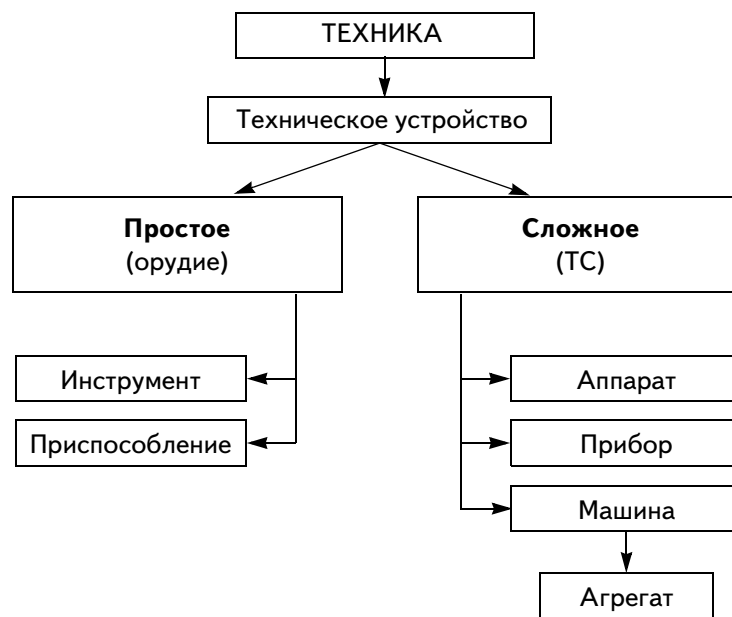 ТЕХНИКА
Техническое устройство
Простое
(орудие)
Сложное
(ТС)
Инструмент
Приспособление
Аппарат
Прибор
Машина
Агрегат